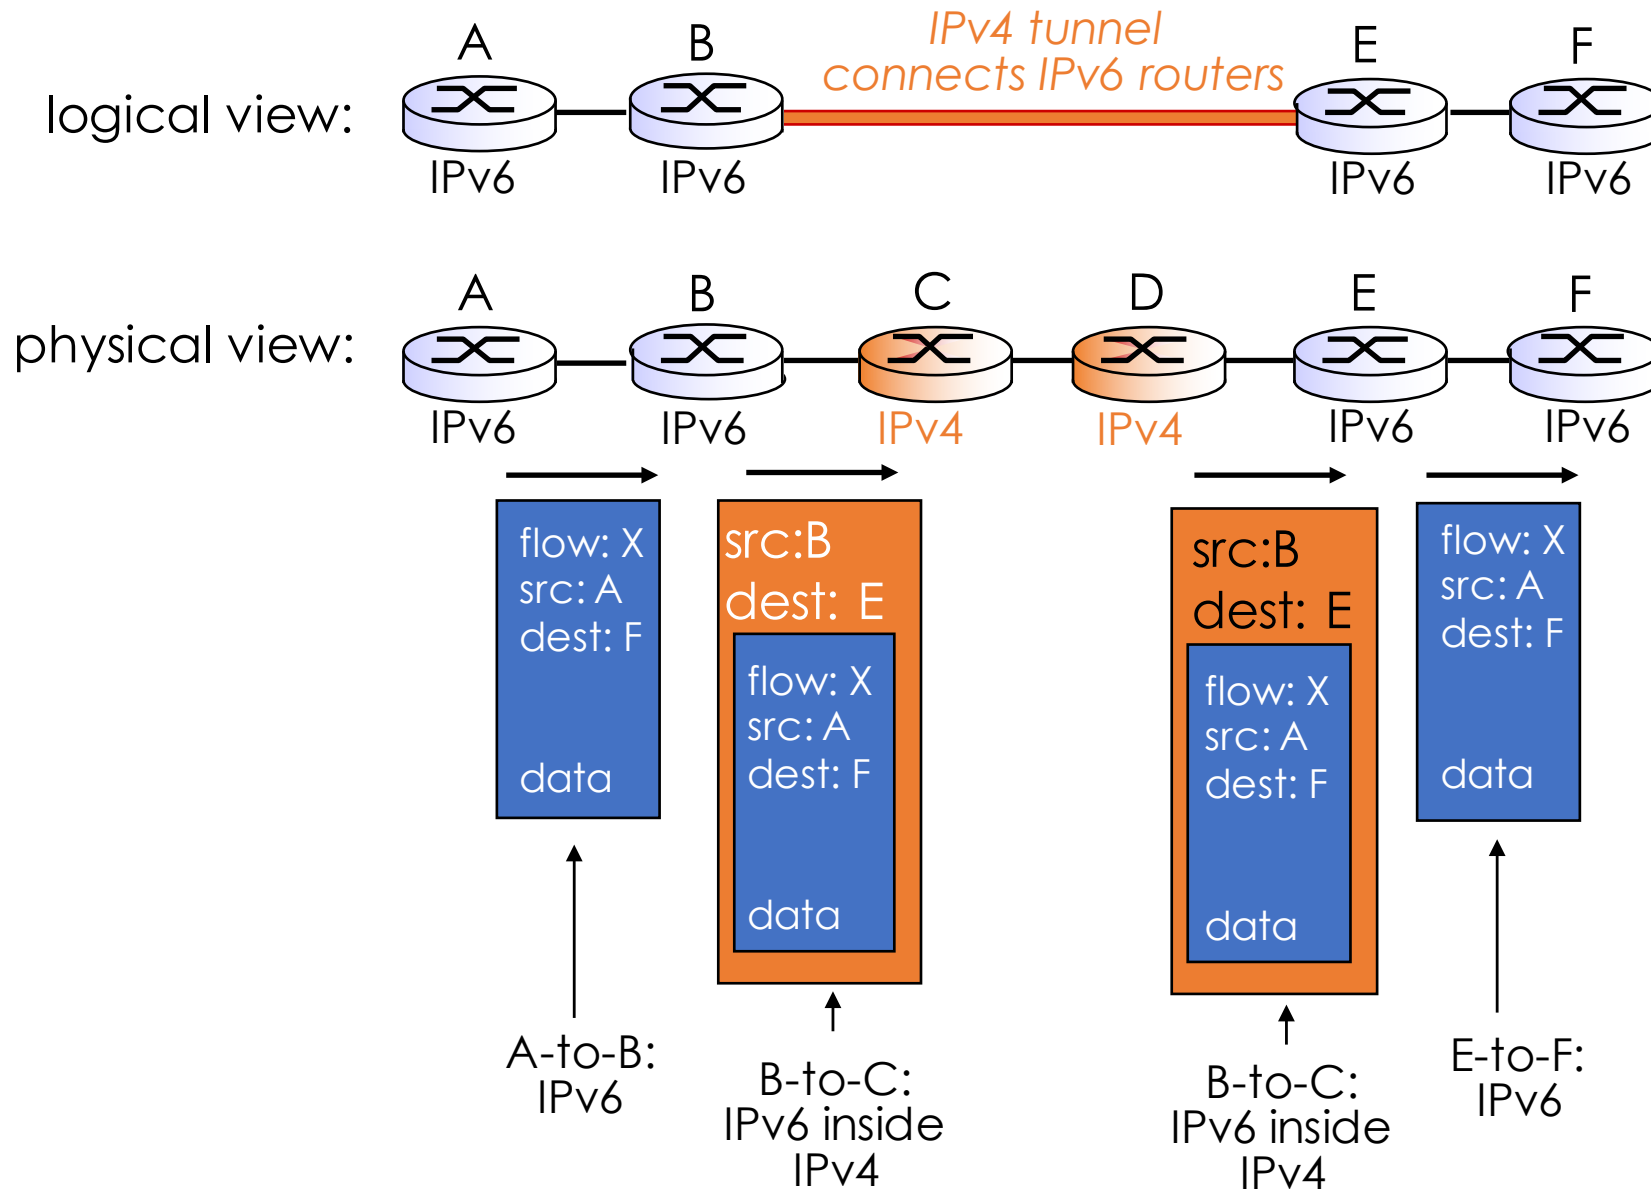 IPv4 tunnel
connects IPv6 routers
A
B
E
F
logical view:
IPv6
IPv6
IPv6
IPv6
A
B
C
D
E
F
physical view:
IPv6
IPv6
IPv4
IPv4
IPv6
IPv6
flow: X
src: A
dest: F
data
src:B
dest: E
flow: X
src: A
dest: F
data
src:B
dest: E
flow: X
src: A
dest: F
data
flow: X
src: A
dest: F
data
A-to-B:
IPv6
B-to-C:
IPv6 inside
IPv4
B-to-C:
IPv6 inside
IPv4
E-to-F:
IPv6